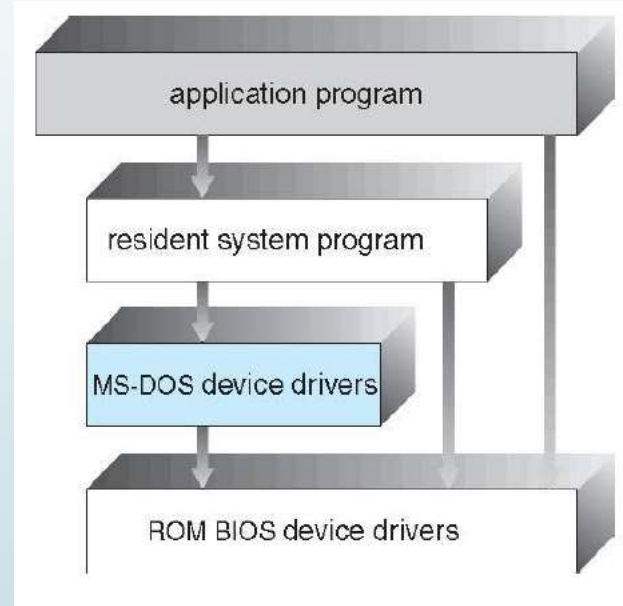 application program
resident system program
MS-DOS device drivers
ROM BIOS device drivers